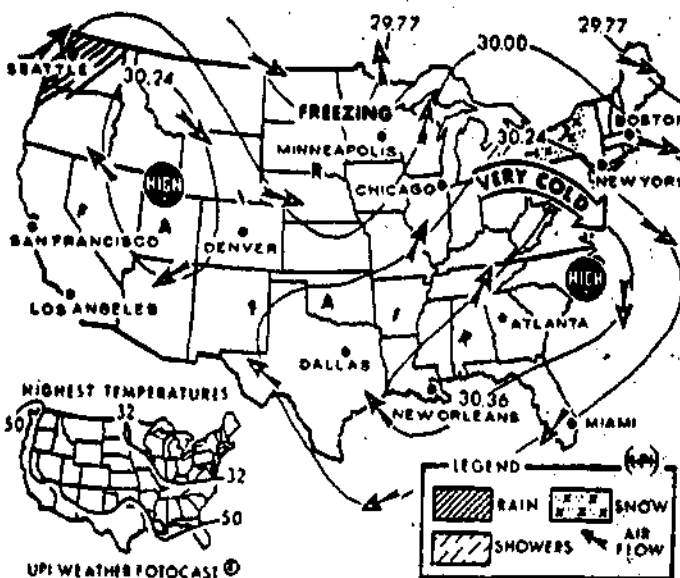 29.77
30.00
29.77
SEATTLE
30.24
FREEZING
MINNEAPOLIS
BOSTON
30.24
NEW YORK
CHICAGO
VERY COLD
HIGH
F
A
I
R
SAN FRANCISCO
DENVER
LOS ANGELES
F
A
I
R
HIGH
ATLANTA
DALLAS
30.36
NEW ORLEANS
MIAMI
HIGHEST TEMPERATURES
50
32
32
50
UPI WEATHER FOTOCAST ®
LEGEND
(UPI)
RAIN
SNOW
SHOWERS
AIR
FLOW